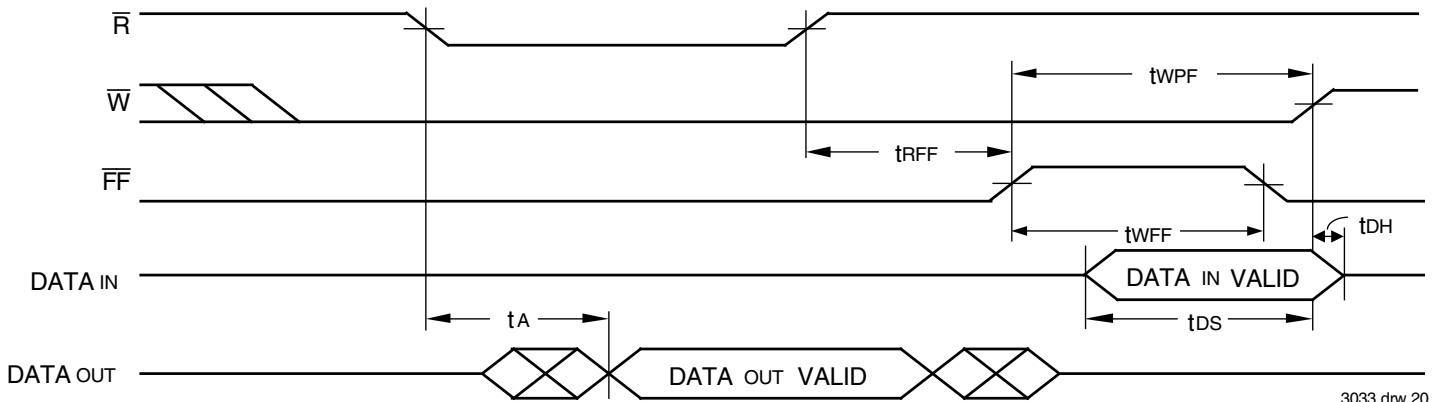 R̅
tWPF
W̅
tRFF
F̅F̅
tWFF
tDH
DATA IN
DATA IN VALID
tA
tDS
DATA OUT
DATA OUT VALID
3033 drw 20